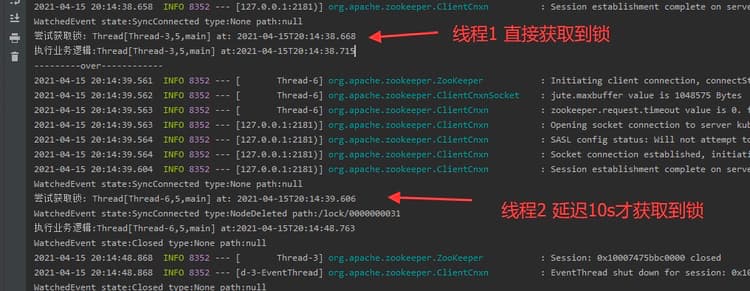 2021-04-15 20:14:38.663  INFO 8352 --- [127.0.0.1:2181)] org.apache.zookeeper.ClientCnxn          : Session establishment complete on server
WatchedEvent state:SyncConnected type:None path:null
尝试获取锁: Thread[Thread-3,5,main] at: 2021-04-15T20:14:38.668
线程1 直接获取到锁
执行业务逻辑:Thread[Thread-3,5,main] at:2021-04-15T20:14:38.715
---------over------------
2021-04-15 20:14:39.561  INFO 8352 --- [       Thread-6] org.apache.zookeeper.ZooKeeper           : Initiating client connection, connectSt
2021-04-15 20:14:39.562  INFO 8352 --- [       Thread-6] org.apache.zookeeper.ClientCnxnSocket    : jute.maxbuffer value is 1048575 Bytes
2021-04-15 20:14:39.563  INFO 8352 --- [       Thread-6] org.apache.zookeeper.ClientCnxn          : zookeeper.request.timeout value is 0. f
2021-04-15 20:14:39.564  INFO 8352 --- [127.0.0.1:2181)] org.apache.zookeeper.ClientCnxn          : Opening socket connection to server kub
2021-04-15 20:14:39.564  INFO 8352 --- [127.0.0.1:2181)] org.apache.zookeeper.ClientCnxn          : SASL config status: Will not attempt to
2021-04-15 20:14:39.564  INFO 8352 --- [127.0.0.1:2181)] org.apache.zookeeper.ClientCnxn          : Socket connection established, initiati
2021-04-15 20:14:39.604  INFO 8352 --- [127.0.0.1:2181)] org.apache.zookeeper.ClientCnxn          : Session establishment complete on serve
WatchedEvent state:SyncConnected type:None path:null
尝试获取锁: Thread[Thread-6,5,main] at: 2021-04-15T20:14:39.606
线程2 延迟10s才获取到锁
WatchedEvent state:SyncConnected type:NodeDeleted path:/lock/0000000031
执行业务逻辑:Thread[Thread-6,5,main] at:2021-04-15T20:14:48.763
WatchedEvent state:Closed type:None path:null
2021-04-15 20:14:48.868  INFO 8352 --- [       Thread-3] org.apache.zookeeper.ZooKeeper           : Session: 0x10007475bbc0000 closed
2021-04-15 20:14:48.868  INFO 8352 --- [d-3-EventThread] org.apache.zookeeper.ClientCnxn          : EventThread shut down for session: 0x10
WatchedEvent state:Closed type:None path:null